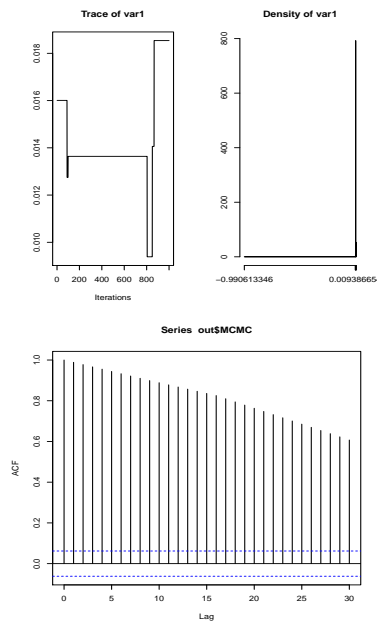 Trace of var1
0.018
0.016
0.014
0.012
0.010
0 200 400 600 800
Iterations
Density of var1
800
600
400
200
0
−0.990613346 0.00938665
Series out$MCMC
1.0
0.8
0.6
0.4
0.2
0.0
ACF
0 5 10 15 20 25 30
Lag